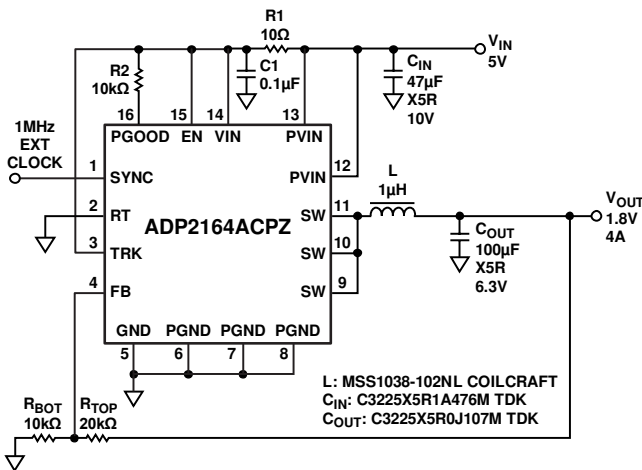 R1
10Ω
VIN
5V
R2
10kΩ
C1
0.1µF
CIN
47µF
X5R
10V
16
15
14
13
PGOOD
EN
VIN
PVIN
1MHz
EXT
CLOCK
1
SYNC
12
PVIN
L
1µH
2
RT
ADP2164ACPZ
SW
11
VOUT
1.8V
4A
COUT
100µF
X5R
6.3V
3
TRK
SW
10
4
FB
SW
9
GND
PGND
PGND
PGND
5
6
7
8
RBOT
10kΩ
RTOP
20kΩ
L: MSS1038-102NL COILCRAFT
CIN: C3225X5R1A476M TDK
COUT: C3225X5R0J107M TDK